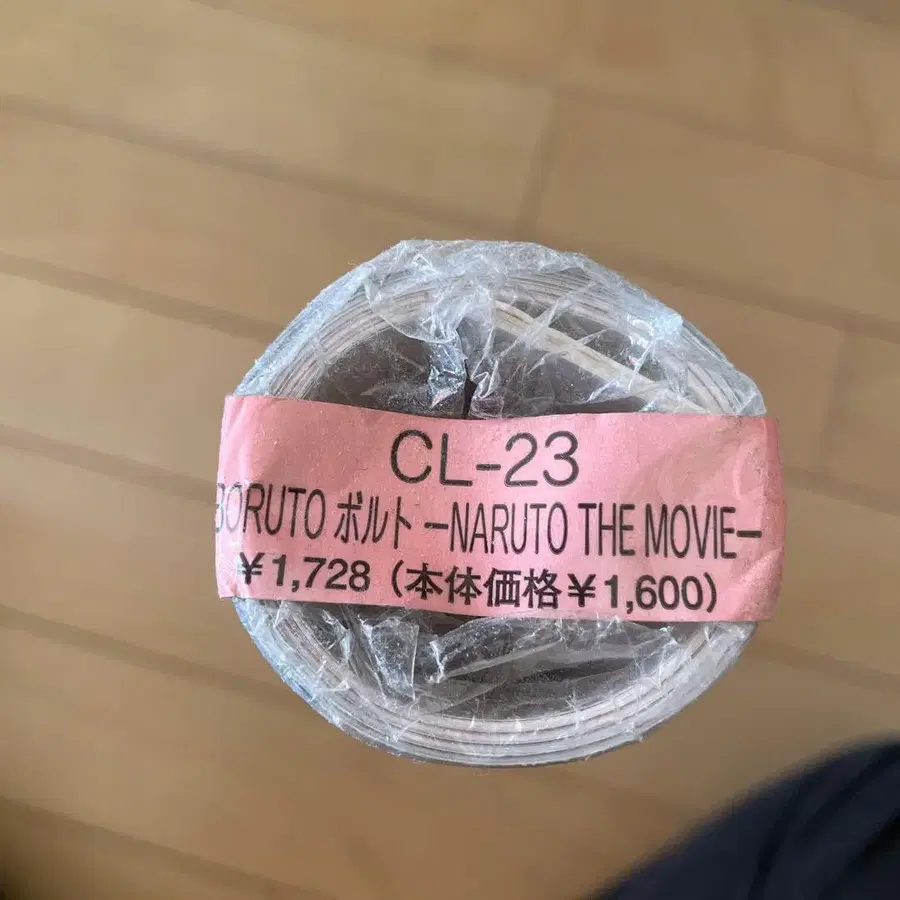 CL-23
BORUTO ボルト ーNARUTO THE MOVIEー
¥1,728 (本体価格¥1,600)